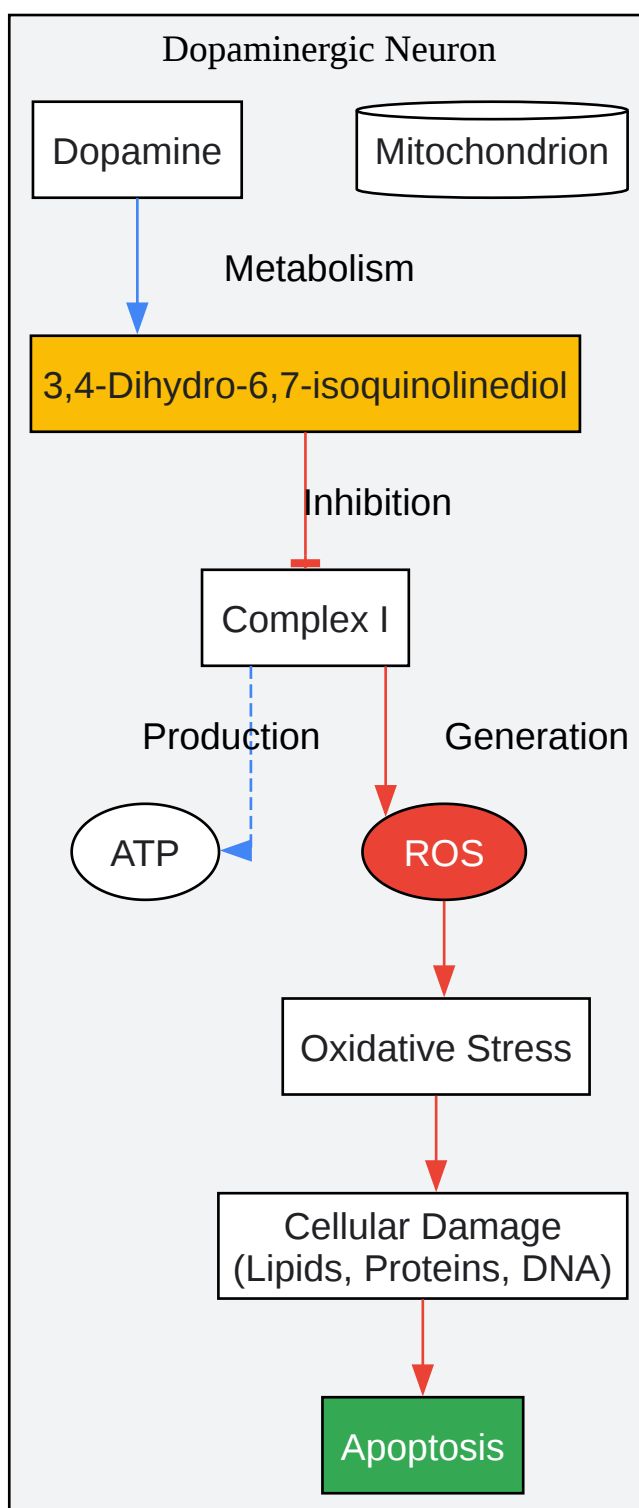 Dopaminergic Neuron
Dopamine
Mitochondrion
Metabolism
3,4-Dihydro-6,7-isoquinolinediol
Inhibition
Complex I
Production
Generation
ATP
ROS
Oxidative Stress
Cellular Damage
(Lipids, Proteins, DNA)
Apoptosis